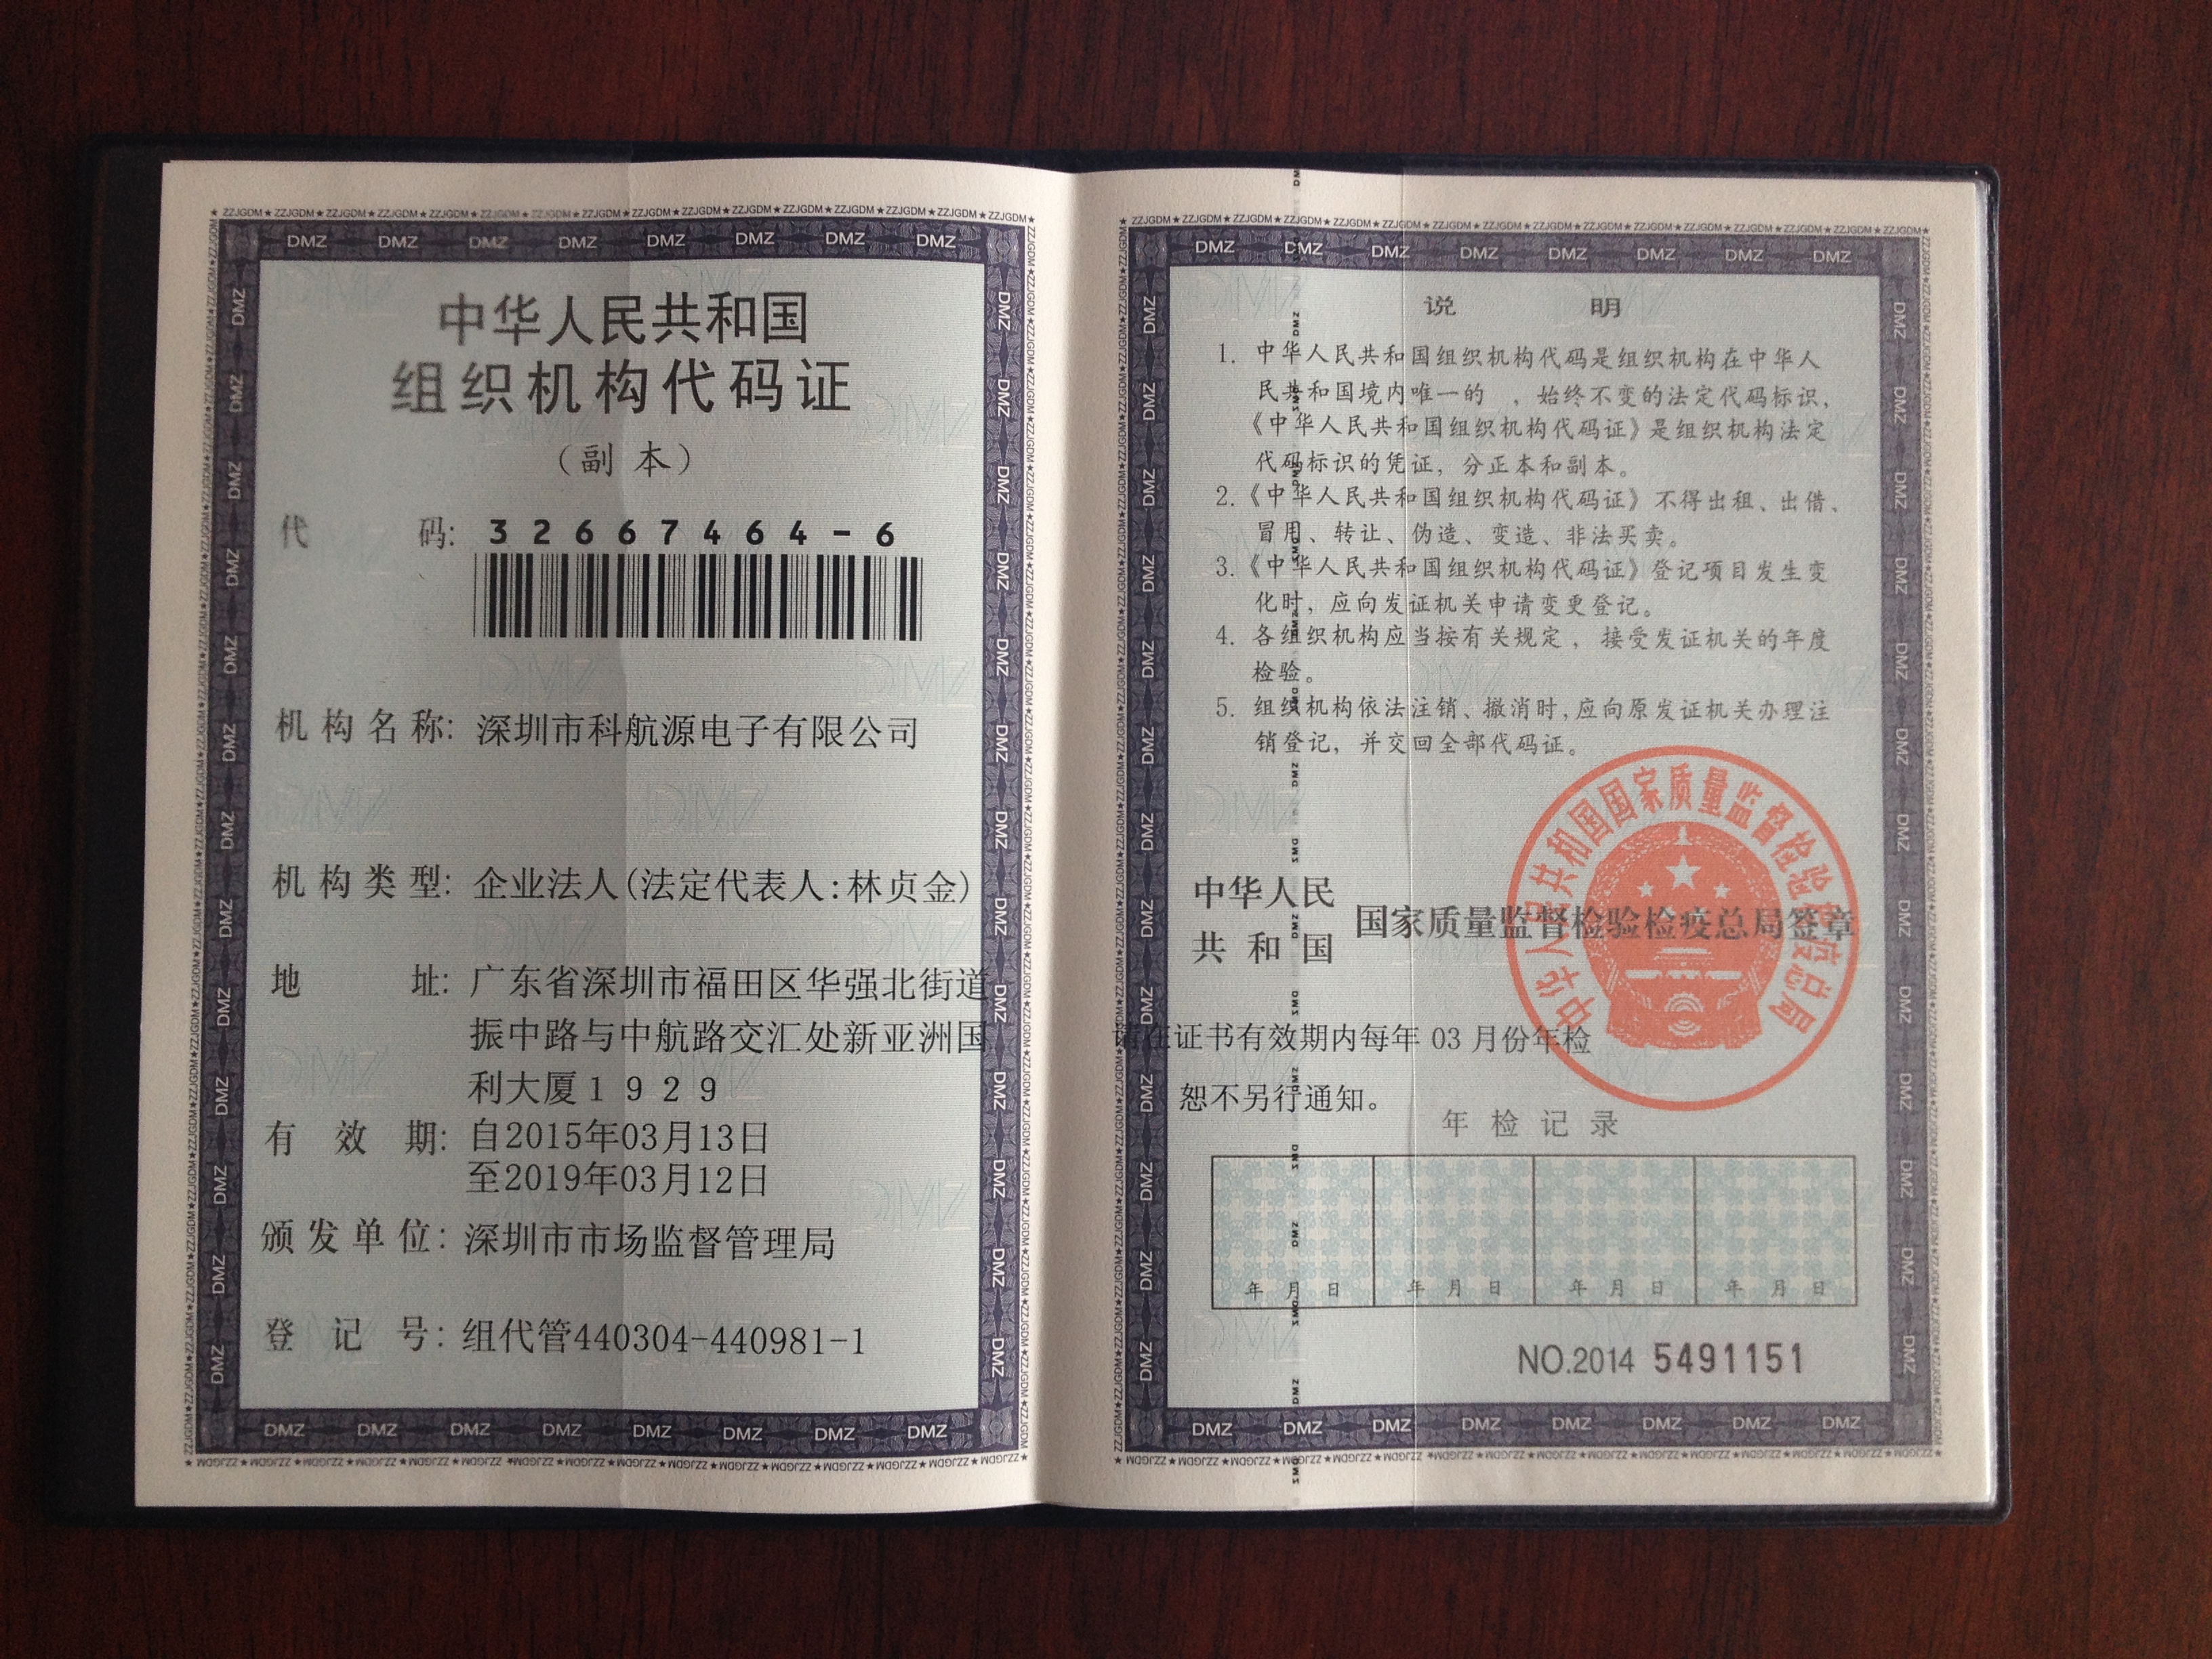 中华人民共和国
组织机构代码证
（副 本）
代 码: 32667464-6
机构名称: 深圳市科航源电子有限公司
机构类型: 企业法人(法定代表人:林贞金)
地 址: 广东省深圳市福田区华强北街道
振中路与中航路交汇处新亚洲国
利大厦1929
有 效 期: 自2015年03月13日
至2019年03月12日
颁发单位: 深圳市市场监督管理局
登 记 号: 组代管440304-440981-1
说 明
1. 中华人民共和国组织机构代码是组织机构在中华人
民共和国境内唯一的 ，始终不变的法定代码标识，
《中华人民共和国组织机构代码证》是组织机构法定
代码标识的凭证，分正本和副本。
2.《中华人民共和国组织机构代码证》不得出租、出借、
冒用、转让、伪造、变造、非法买卖。
3.《中华人民共和国组织机构代码证》登记项目发生变
化时，应向发证机关申请变更登记。
4. 各组织机构应当按有关规定，接受发证机关的年度
检验。
5. 组织机构依法注销、撤消时，应向原发证机关办理注
销登记，并交回全部代码证。
中华人民共和国国家质量监督检验检疫总局
中华人民
共和国
国家质量监督检验检疫总局签章
请在证书有效期内每年 03 月份年检
恕不另行通知。
年 检 记 录
年 月 日 年 月 日 年 月 日 年 月 日
NO.2014 5491151